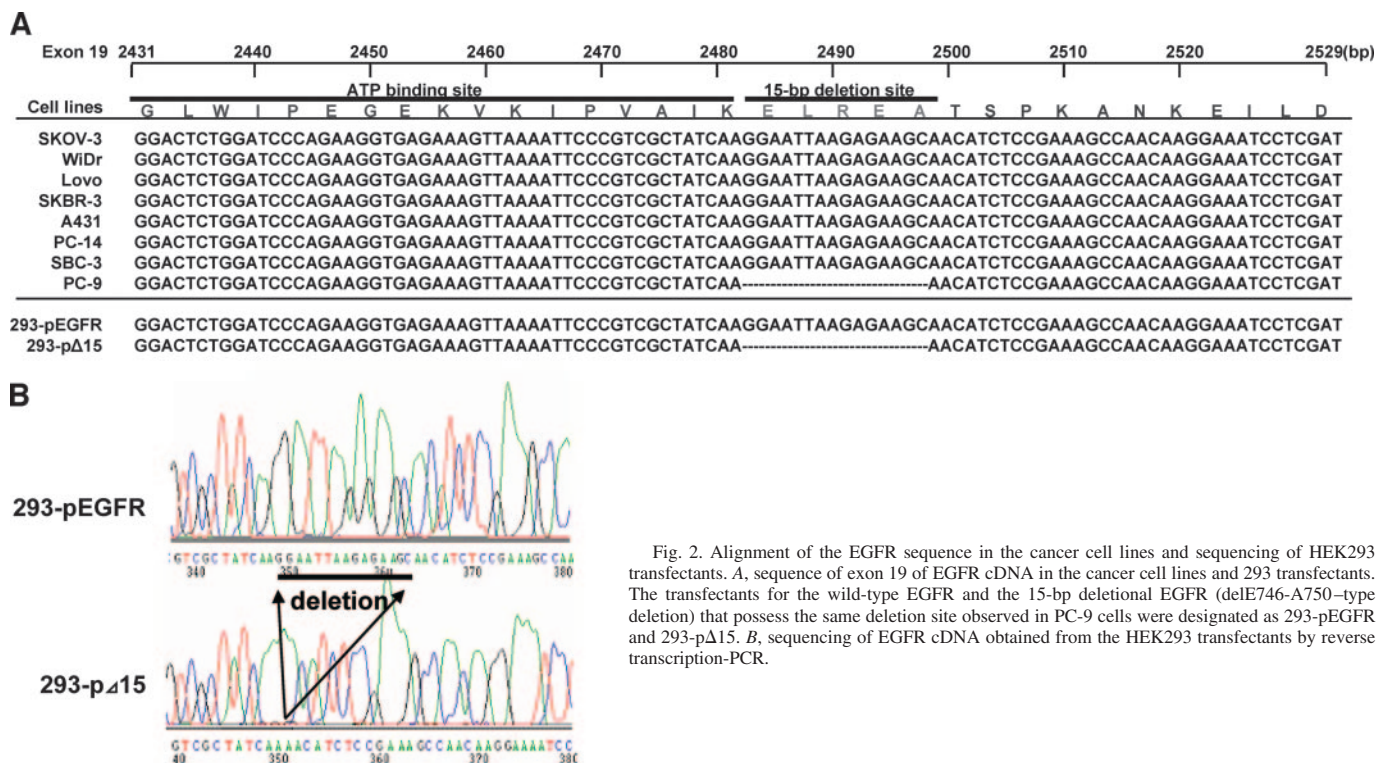 A
Exon 19 2431 2440 2450 2460 2470 2480 2490 2500 2510 2520 2529(bp)
ATP binding site 15-bp deletion site
Cell lines G L W I P E G E K V K I P V A I K E L R E A T S P K A N K E I L D
SKOV-3 GGACTCTGGATCCCAGAAGGTGAGAAAGTTAAAATTCCCGTCGCTATCAAGGAATTAAGAGAAGCAACATCTCCGAAAGCCAACAAGGAAATCCTCGAT
WiDr GGACTCTGGATCCCAGAAGGTGAGAAAGTTAAAATTCCCGTCGCTATCAAGGAATTAAGAGAAGCAACATCTCCGAAAGCCAACAAGGAAATCCTCGAT
Lovo GGACTCTGGATCCCAGAAGGTGAGAAAGTTAAAATTCCCGTCGCTATCAAGGAATTAAGAGAAGCAACATCTCCGAAAGCCAACAAGGAAATCCTCGAT
SKBR-3 GGACTCTGGATCCCAGAAGGTGAGAAAGTTAAAATTCCCGTCGCTATCAAGGAATTAAGAGAAGCAACATCTCCGAAAGCCAACAAGGAAATCCTCGAT
A431 GGACTCTGGATCCCAGAAGGTGAGAAAGTTAAAATTCCCGTCGCTATCAAGGAATTAAGAGAAGCAACATCTCCGAAAGCCAACAAGGAAATCCTCGAT
PC-14 GGACTCTGGATCCCAGAAGGTGAGAAAGTTAAAATTCCCGTCGCTATCAAGGAATTAAGAGAAGCAACATCTCCGAAAGCCAACAAGGAAATCCTCGAT
SBC-3 GGACTCTGGATCCCAGAAGGTGAGAAAGTTAAAATTCCCGTCGCTATCAAGGAATTAAGAGAAGCAACATCTCCGAAAGCCAACAAGGAAATCCTCGAT
PC-9 GGACTCTGGATCCCAGAAGGTGAGAAAGTTAAAATTCCCGTCGCTATCAA--------------------------------AACATCTCCGAAAGCCAACAAGGAAATCCTCGAT
293-pEGFR GGACTCTGGATCCCAGAAGGTGAGAAAGTTAAAATTCCCGTCGCTATCAAGGAATTAAGAGAAGCAACATCTCCGAAAGCCAACAAGGAAATCCTCGAT
293-pΔ15 GGACTCTGGATCCCAGAAGGTGAGAAAGTTAAAATTCCCGTCGCTATCAA--------------------------------AACATCTCCGAAAGCCAACAAGGAAATCCTCGAT
B
293-pEGFR
GTCGCTATCAAGGAATTAAGAGAAGCAACATCTCCGAAAGCCAA
340 350 360 370 380
deletion
293-pΔ15
GTCGCTATCAAAACATCTCCGAAAGCCAACAAGGAAATCC
40 350 360 370 380
Fig. 2. Alignment of the EGFR sequence in the cancer cell lines and sequencing of HEK293
transfectants. A, sequence of exon 19 of EGFR cDNA in the cancer cell lines and 293 transfectants.
The transfectants for the wild-type EGFR and the 15-bp deletional EGFR (delE746-A750–type
deletion) that possess the same deletion site observed in PC-9 cells were designated as 293-pEGFR
and 293-pΔ15. B, sequencing of EGFR cDNA obtained from the HEK293 transfectants by reverse
transcription-PCR.